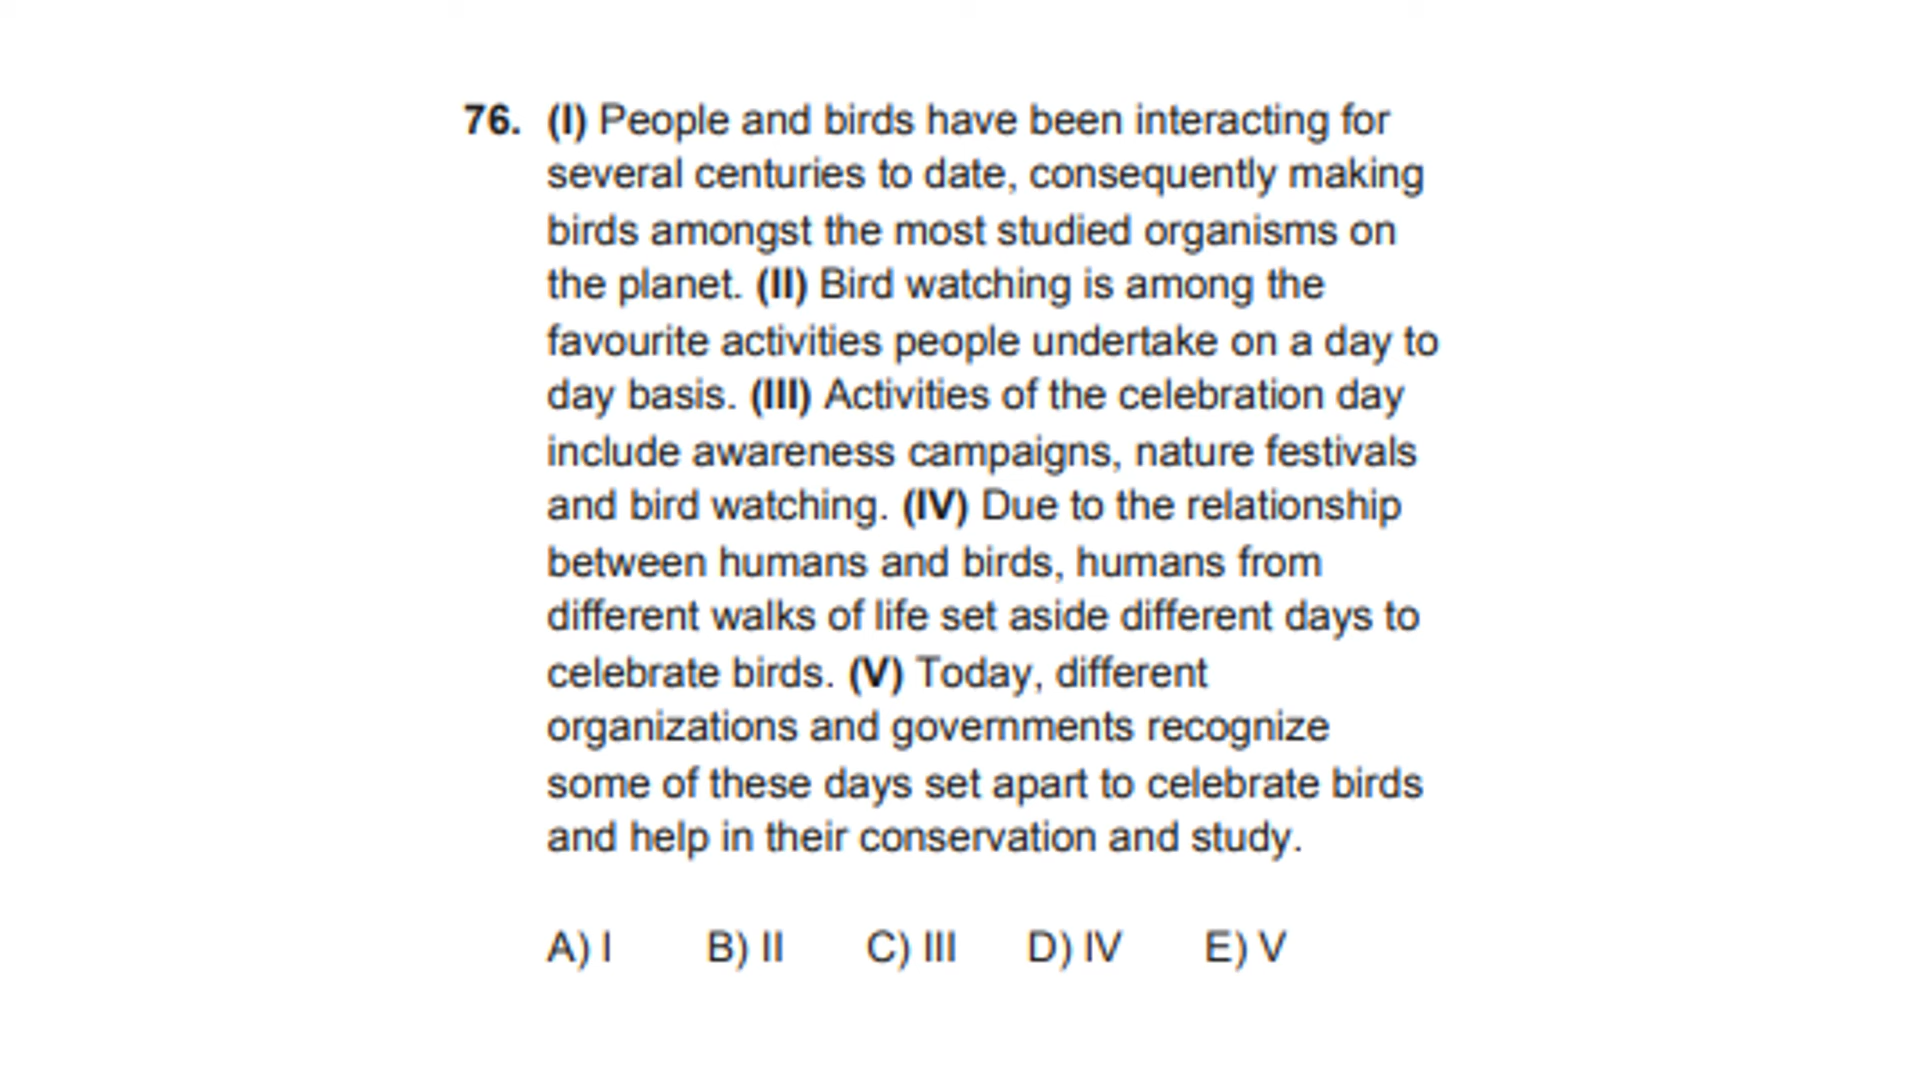 76. (I) People and birds have been interacting for
several centuries to date, consequently making
birds amongst the most studied organisms on
the planet. (II) Bird watching is among the
favourite activities people undertake on a day to
day basis. (III) Activities of the celebration day
include awareness campaigns, nature festivals
and bird watching. (IV) Due to the relationship
between humans and birds, humans from
different walks of life set aside different days to
celebrate birds. (V) Today, different
organizations and governments recognize
some of these days set apart to celebrate birds
and help in their conservation and study.
A) I B) II C) III D) IV E) V